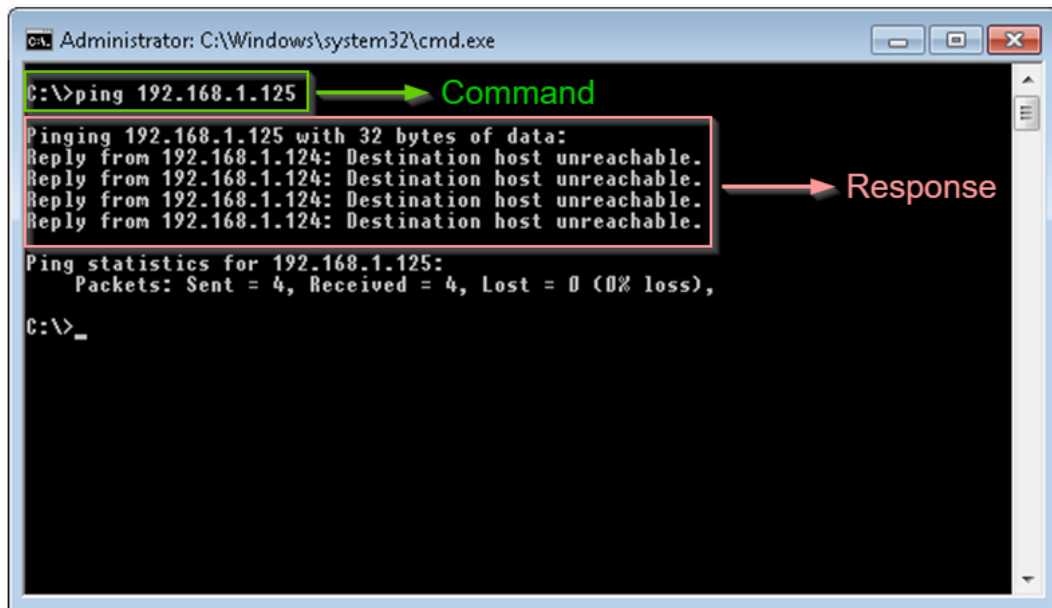 Administrator: C:\Windows\system32\cmd.exe
C:\>ping 192.168.1.125
Command
Pinging 192.168.1.125 with 32 bytes of data:
Reply from 192.168.1.124: Destination host unreachable.
Reply from 192.168.1.124: Destination host unreachable.
Reply from 192.168.1.124: Destination host unreachable.
Reply from 192.168.1.124: Destination host unreachable.
Response
Ping statistics for 192.168.1.125:
    Packets: Sent = 4, Received = 4, Lost = 0 (0% loss),
C:\>_